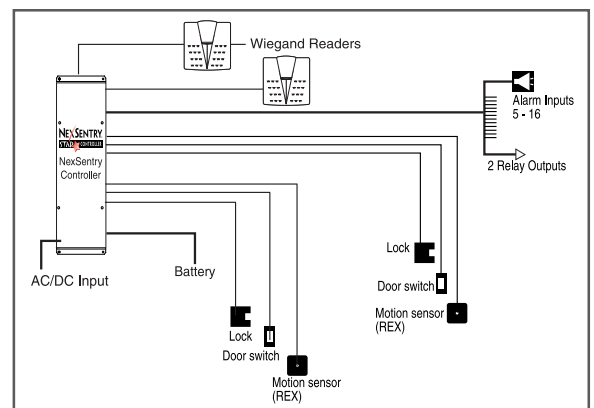 Wiegand Readers
Alarm Inputs
5 - 16
2 Relay Outputs
NEXSENTRY
STAR CONTROLLER
NexSentry
Controller
AC/DC Input
Battery
Lock
Door switch
Motion sensor
(REX)
Lock
Door switch
Motion sensor
(REX)